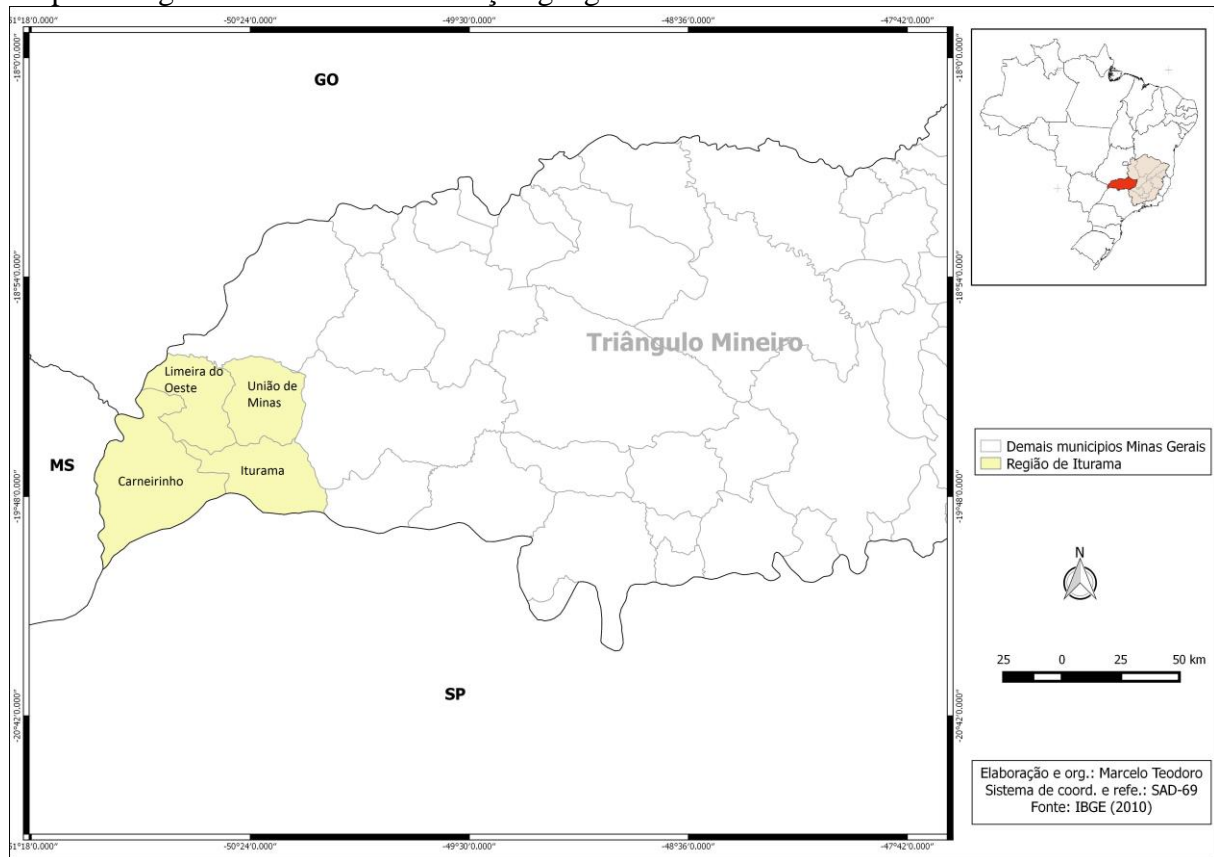 1°18'0.000"
-50°24'0.000"
-49°30'0.000"
-48°36'0.000"
-47°42'0.000"
-18°0'0.000"
-18°0'0.000"
GO
-18°54'0.000"
-18°54'0.000"
Triângulo Mineiro
Limeira do
Oeste
União de
Minas
MS
Carneirinho
Iturama
-19°48'0.000"
-19°48'0.000"
SP
-20°42'0.000"
-20°42'0.000"
1°18'0.000"
-50°24'0.000"
-49°30'0.000"
-48°36'0.000"
-47°42'0.000"
Demais municipios Minas Gerais
Região de Iturama
N
25 0 25 50 km
Elaboração e org.: Marcelo Teodoro
Sistema de coord. e refe.: SAD-69
Fonte: IBGE (2010)